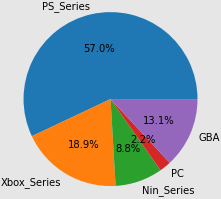 PS_Series
57.0%
18.9%
Xbox_Series
8.8%
Nin_Series
2.2%
PC
13.1%
GBA